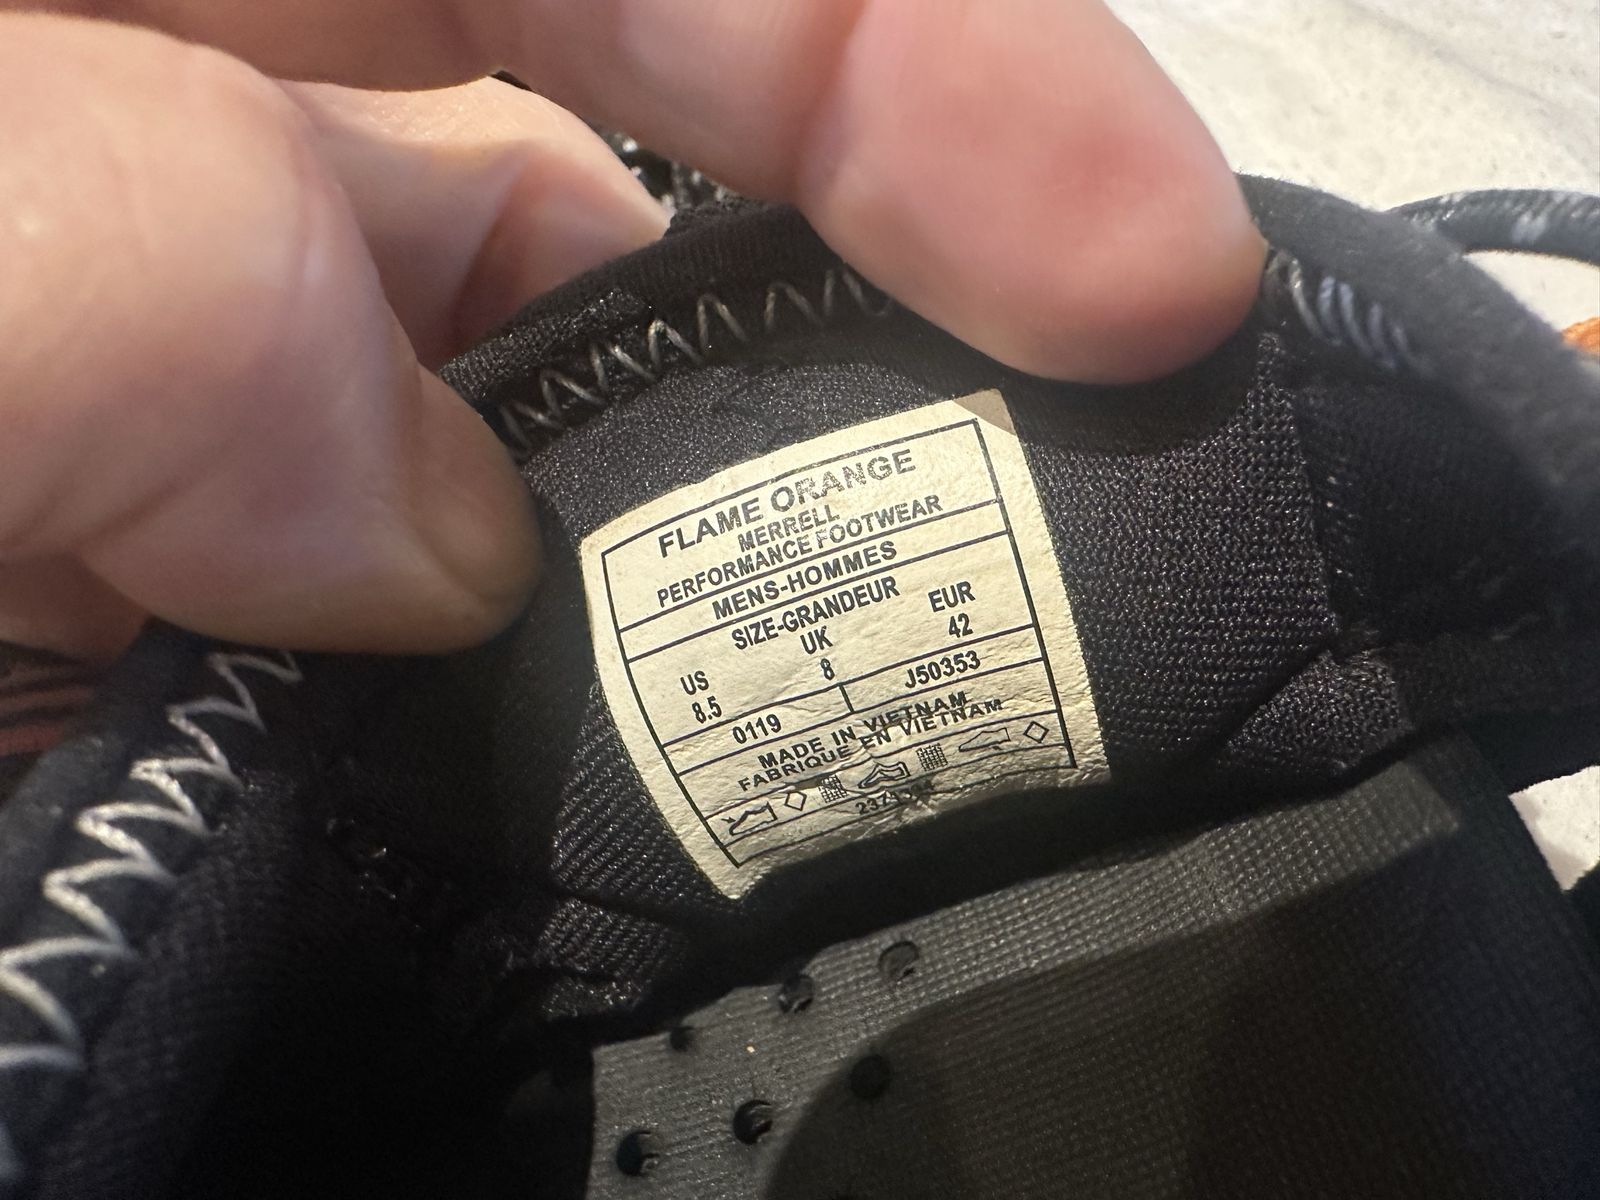 FLAME ORANGE
MERRELL
PERFORMANCE FOOTWEAR
MENS-HOMMES
SIZE-GRANDEUR
US UK EUR
8.5 8 42
0119 J50353
MADE IN VIETNAM
FABRIQUE EN VIETNAM